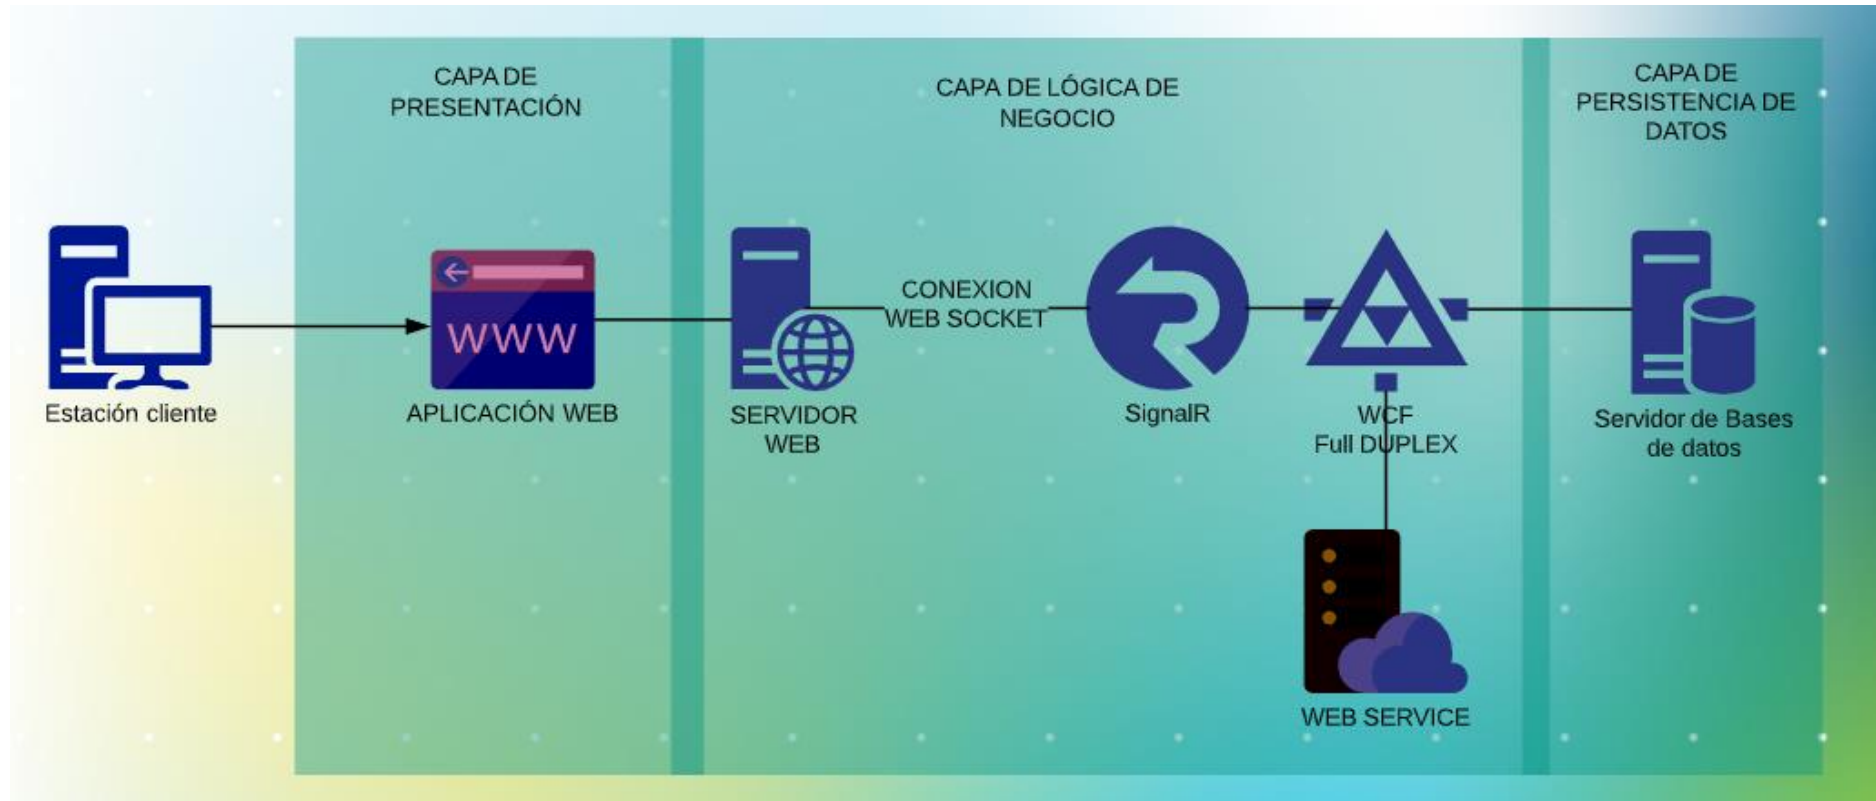 CAPA DE
PRESENTACIÓN
CAPA DE LÓGICA DE
NEGOCIO
CAPA DE
PERSISTENCIA DE
DATOS
WWW
CONEXION
WEB SOCKET
Estación cliente
APLICACIÓN WEB
SERVIDOR
WEB
SignalR
WCF
Full DUPLEX
Servidor de Bases
de datos
WEB SERVICE